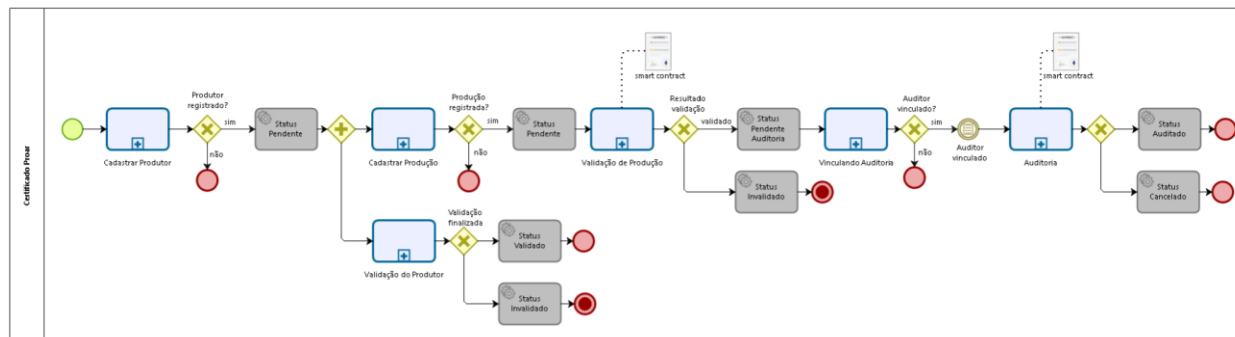 Certificado Proar
Cadastrar Produtor
Produtor
registrado?
sim
não
Status
Pendente
Cadastrar Produção
Produção
registrada?
sim
não
Status
Pendente
smart contract
Validação de Produção
Resultado
validação
validado
Status
Pendente
Auditoria
Status
Invalidado
Vinculando Auditoria
Auditor
vinculado?
sim
não
Auditor
vinculado
smart contract
Auditoria
Status
Auditado
Status
Cancelado
Validação do Produtor
Validação
finalizada
Status
Validado
Status
Invalidado